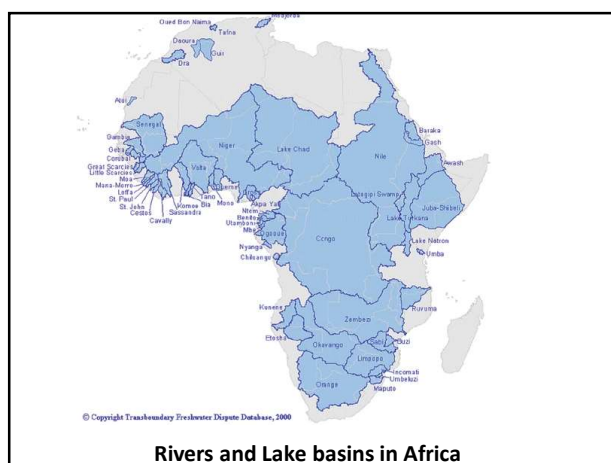 Medjerda
Oued Bon Naima
Tafna
Daoura
Guir
Dra
Atui
Senegal
Gambia
Geba
Corubal
Great Scarcies
Little Scarcies
Moa
Mana-Morro
Loffa
St. Paul
St. John
Cestos
Cavally
Sassandra
Komoe
Bia
Tano
Mono
Volta
Niger
Oueme
Cross
Akpa Yafi
Lake Chad
Nile
Baraka
Gash
Awash
Juba-Shibeli
Lotagipi Swamp
Lake Turkana
Ntem
Benito
Utamboni
Mbe
Ogooue
Nyanga
Chiloango
Congo
Lake Natron
Umba
Ruvuma
Kunene
Etosha
Zambezi
Okavango
Sabi
Buzi
Limpopo
Incomati
Umbeluzi
Maputo
Orange
© Copyright Transboundary Freshwater Dispute Database, 2000
Rivers and Lake basins in Africa